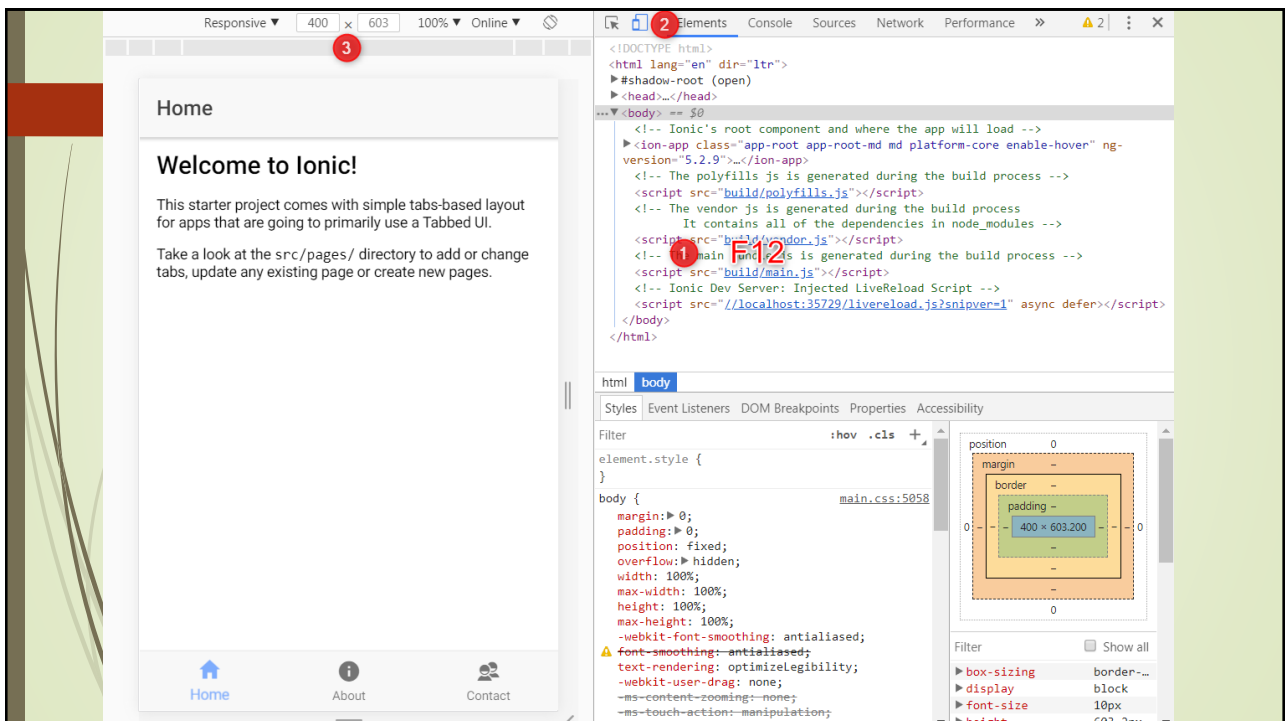 Responsive ▼ 400 x 603 100% ▼ Online ▼
3
Home
Welcome to Ionic!
This starter project comes with simple tabs-based layout
for apps that are going to primarily use a Tabbed UI.
Take a look at the src/pages/ directory to add or change
tabs, update any existing page or create new pages.
Home About Contact
2 Elements Console Sources Network Performance » 2
<!DOCTYPE html>
<html lang="en" dir="ltr">
▶#shadow-root (open)
▶<head>…</head>
...▼<body> == $0
<!-- Ionic's root component and where the app will load -->
▶<ion-app class="app-root app-root-md md platform-core enable-hover" ng-
version="5.2.9">…</ion-app>
<!-- The polyfills js is generated during the build process -->
<script src="build/polyfills.js"></script>
<!-- The vendor js is generated during the build process
It contains all of the dependencies in node_modules -->
<script src="build/vendor.js"></script>
1 F12
<!-- The main bundle js is generated during the build process -->
<script src="build/main.js"></script>
<!-- Ionic Dev Server: Injected LiveReload Script -->
<script src="//localhost:35729/livereload.js?snipver=1" async defer></script>
</body>
</html>
html body
Styles Event Listeners DOM Breakpoints Properties Accessibility
Filter :hov .cls +
element.style {
}
body { main.css:5058
margin:▶ 0;
padding:▶ 0;
position: fixed;
overflow:▶ hidden;
width: 100%;
max-width: 100%;
height: 100%;
max-height: 100%;
-webkit-font-smoothing: antialiased;
font-smoothing: antialiased;
text-rendering: optimizeLegibility;
-webkit-user-drag: none;
-ms-content-zooming: none;
-ms-touch-action: manipulation;
position 0
margin –
border –
padding –
0 – – – 400 × 603.200 – – – 0
–
–
–
0
Filter Show all
▶box-sizing border-…
▶display block
▶font-size 10px